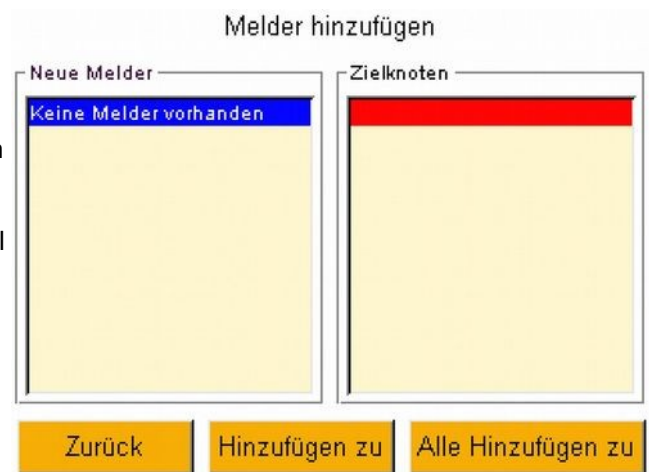 Melder hinzufügen
Neue Melder
Zielknoten
Keine Melder vorhanden
Zurück
Hinzufügen zu
Alle Hinzufügen zu